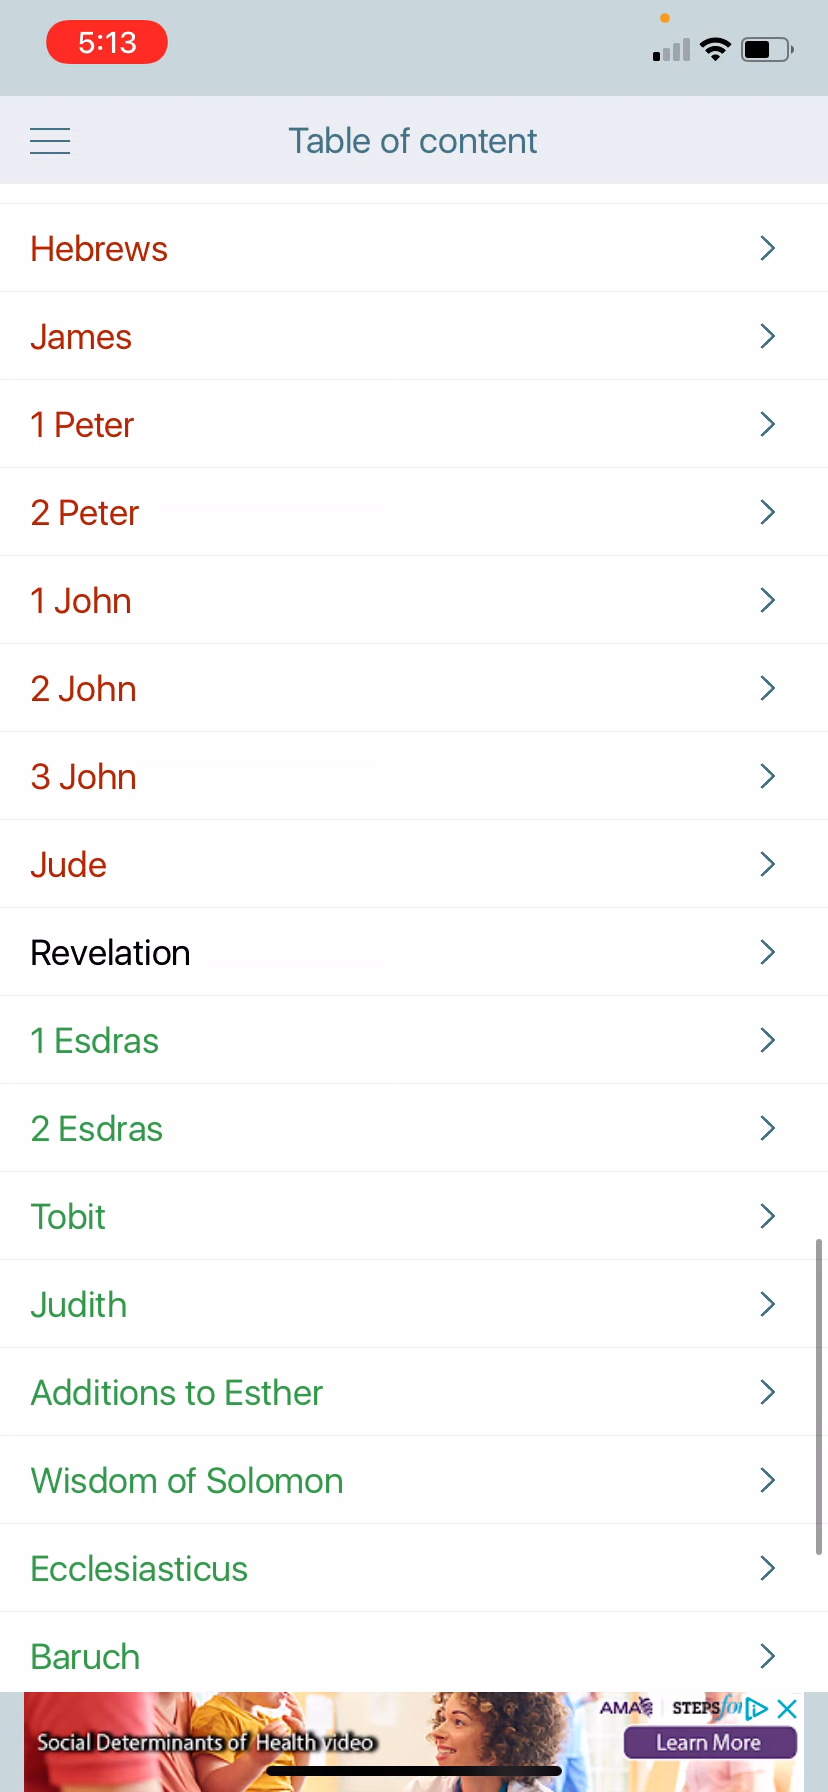 5:13
Table of content
Hebrews
James
1 Peter
2 Peter
1 John
2 John
3 John
Jude
Revelation
1 Esdras
2 Esdras
Tobit
Judith
Additions to Esther
Wisdom of Solomon
Ecclesiasticus
Baruch
AMA STEPS for
Social Determinants of Health video
Learn More